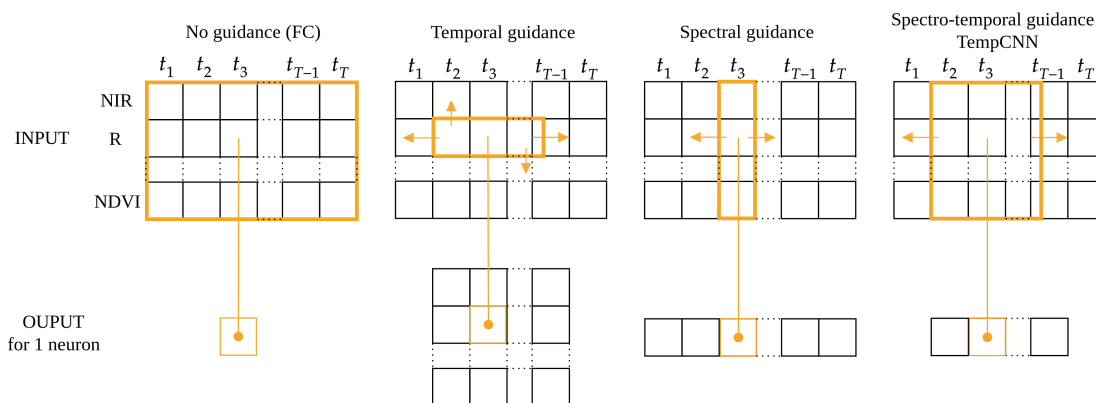 No guidance (FC)
Temporal guidance
Spectral guidance
Spectro-temporal guidance
TempCNN
t1 t2 t3 tT−1 tT
t1 t2 t3 tT−1 tT
t1 t2 t3 tT−1 tT
t1 t2 t3 tT−1 tT
NIR
INPUT
R
NDVI
OUPUT
for 1 neuron